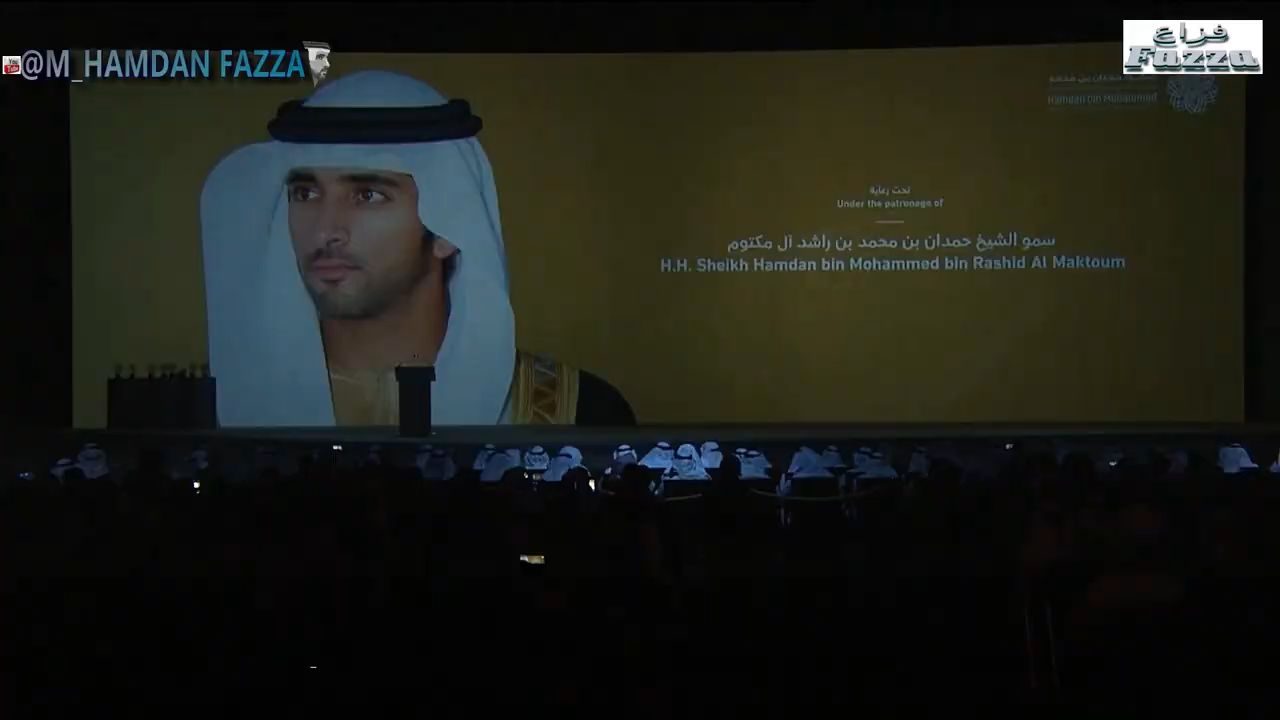 @M_HAMDAN FAZZA
فزاع
Fazza
Hamdan bin Mohammed
تحت رعاية
Under the patronage of
سمو الشيخ حمدان بن محمد بن راشد آل مكتوم
H.H. Sheikh Hamdan bin Mohammed bin Rashid Al Maktoum